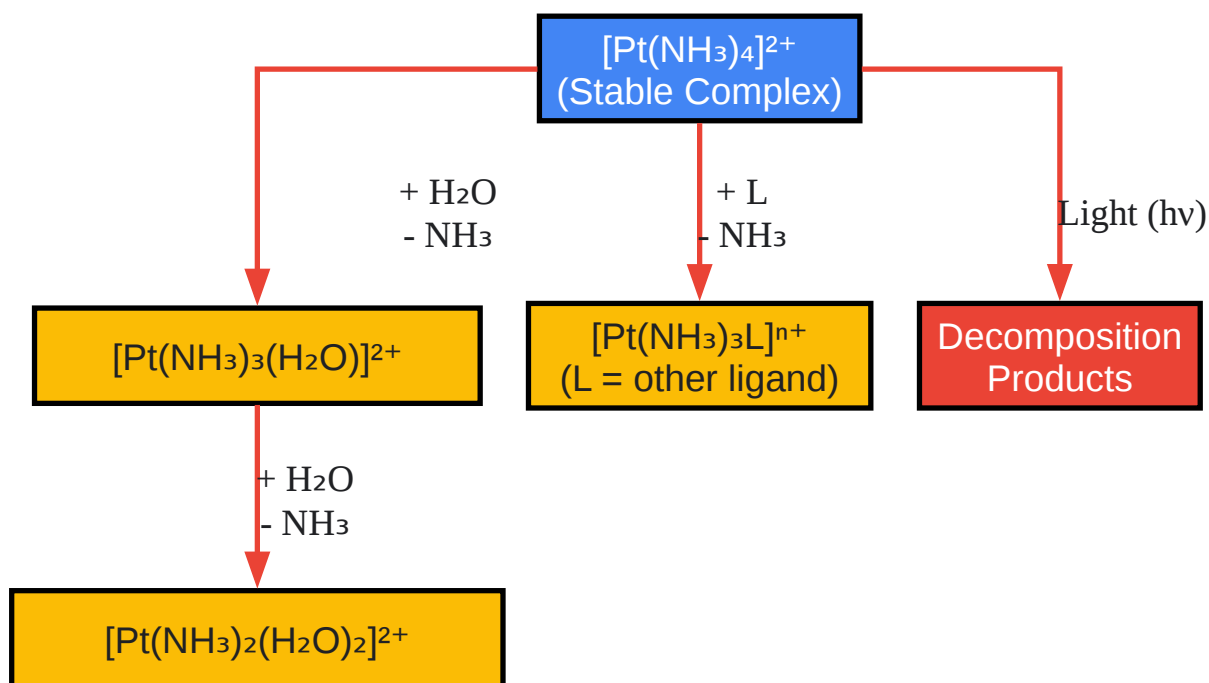 [Pt(NH₃)₄]²⁺
(Stable Complex)
+ H₂O
- NH₃
+ L
- NH₃
Light (hν)
[Pt(NH₃)₃(H₂O)]²⁺
[Pt(NH₃)₃L]ⁿ⁺
(L = other ligand)
Decomposition
Products
+ H₂O
- NH₃
[Pt(NH₃)₂(H₂O)₂]²⁺